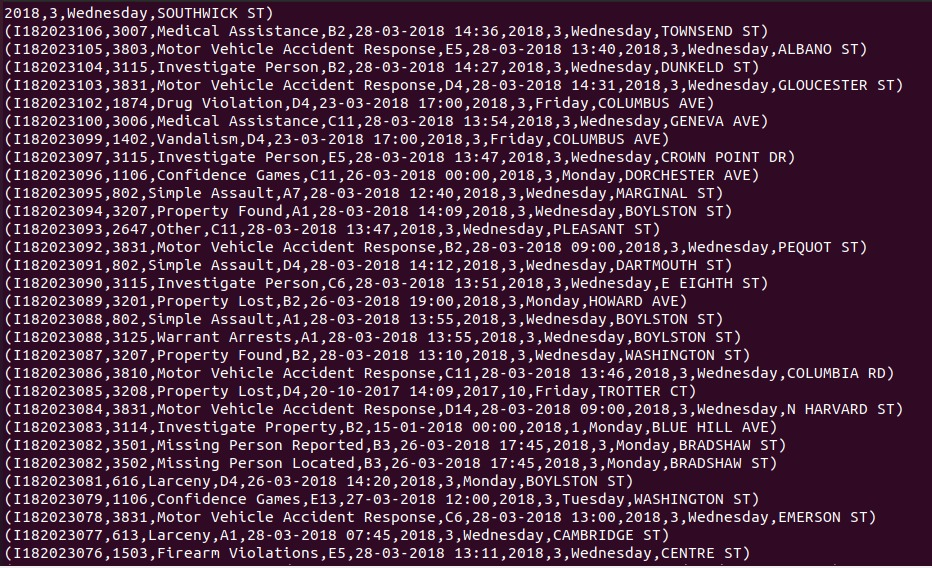 2018,3,Wednesday,SOUTHWICK ST)
(I182023106,3007,Medical Assistance,B2,28-03-2018 14:36,2018,3,Wednesday,TOWNSEND ST)
(I182023105,3803,Motor Vehicle Accident Response,E5,28-03-2018 13:40,2018,3,Wednesday,ALBANO ST)
(I182023104,3115,Investigate Person,B2,28-03-2018 14:27,2018,3,Wednesday,DUNKELD ST)
(I182023103,3831,Motor Vehicle Accident Response,D4,28-03-2018 14:31,2018,3,Wednesday,GLOUCESTER ST)
(I182023102,1874,Drug Violation,D4,23-03-2018 17:00,2018,3,Friday,COLUMBUS AVE)
(I182023100,3006,Medical Assistance,C11,28-03-2018 13:54,2018,3,Wednesday,GENEVA AVE)
(I182023099,1402,Vandalism,D4,23-03-2018 17:00,2018,3,Friday,COLUMBUS AVE)
(I182023097,3115,Investigate Person,E5,28-03-2018 13:47,2018,3,Wednesday,CROWN POINT DR)
(I182023096,1106,Confidence Games,C11,26-03-2018 00:00,2018,3,Monday,DORCHESTER AVE)
(I182023095,802,Simple Assault,A7,28-03-2018 12:40,2018,3,Wednesday,MARGINAL ST)
(I182023094,3207,Property Found,A1,28-03-2018 14:09,2018,3,Wednesday,BOYLSTON ST)
(I182023093,2647,Other,C11,28-03-2018 13:47,2018,3,Wednesday,PLEASANT ST)
(I182023092,3831,Motor Vehicle Accident Response,B2,28-03-2018 09:00,2018,3,Wednesday,PEQUOT ST)
(I182023091,802,Simple Assault,D4,28-03-2018 14:12,2018,3,Wednesday,DARTMOUTH ST)
(I182023090,3115,Investigate Person,C6,28-03-2018 13:51,2018,3,Wednesday,E EIGHTH ST)
(I182023089,3201,Property Lost,B2,26-03-2018 19:00,2018,3,Monday,HOWARD AVE)
(I182023088,802,Simple Assault,A1,28-03-2018 13:55,2018,3,Wednesday,BOYLSTON ST)
(I182023088,3125,Warrant Arrests,A1,28-03-2018 13:55,2018,3,Wednesday,BOYLSTON ST)
(I182023087,3207,Property Found,B2,28-03-2018 13:10,2018,3,Wednesday,WASHINGTON ST)
(I182023086,3810,Motor Vehicle Accident Response,C11,28-03-2018 13:46,2018,3,Wednesday,COLUMBIA RD)
(I182023085,3208,Property Lost,D4,20-10-2017 14:09,2017,10,Friday,TROTTER CT)
(I182023084,3831,Motor Vehicle Accident Response,D14,28-03-2018 09:00,2018,3,Wednesday,N HARVARD ST)
(I182023083,3114,Investigate Property,B2,15-01-2018 00:00,2018,1,Monday,BLUE HILL AVE)
(I182023082,3501,Missing Person Reported,B3,26-03-2018 17:45,2018,3,Monday,BRADSHAW ST)
(I182023082,3502,Missing Person Located,B3,26-03-2018 17:45,2018,3,Monday,BRADSHAW ST)
(I182023081,616,Larceny,D4,26-03-2018 14:20,2018,3,Monday,BOYLSTON ST)
(I182023079,1106,Confidence Games,E13,27-03-2018 12:00,2018,3,Tuesday,WASHINGTON ST)
(I182023078,3831,Motor Vehicle Accident Response,C6,28-03-2018 13:00,2018,3,Wednesday,EMERSON ST)
(I182023077,613,Larceny,A1,28-03-2018 07:45,2018,3,Wednesday,CAMBRIDGE ST)
(I182023076,1503,Firearm Violations,E5,28-03-2018 13:11,2018,3,Wednesday,CENTRE ST)